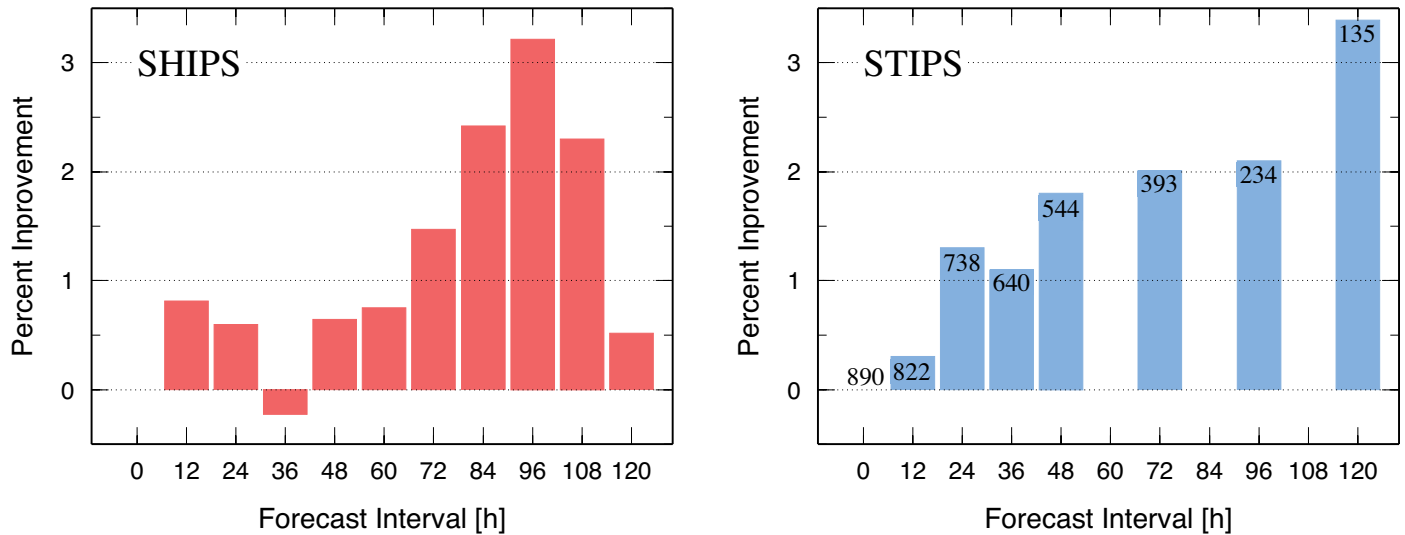 SHIPS
Percent Inprovement
3
2
1
0
0 12 24 36 48 60 72 84 96 108 120
Forecast Interval [h]
STIPS
Percent Inprovement
3
2
1
0
135
234
393
544
738
640
822
890
0 12 24 36 48 60 72 84 96 108 120
Forecast Interval [h]